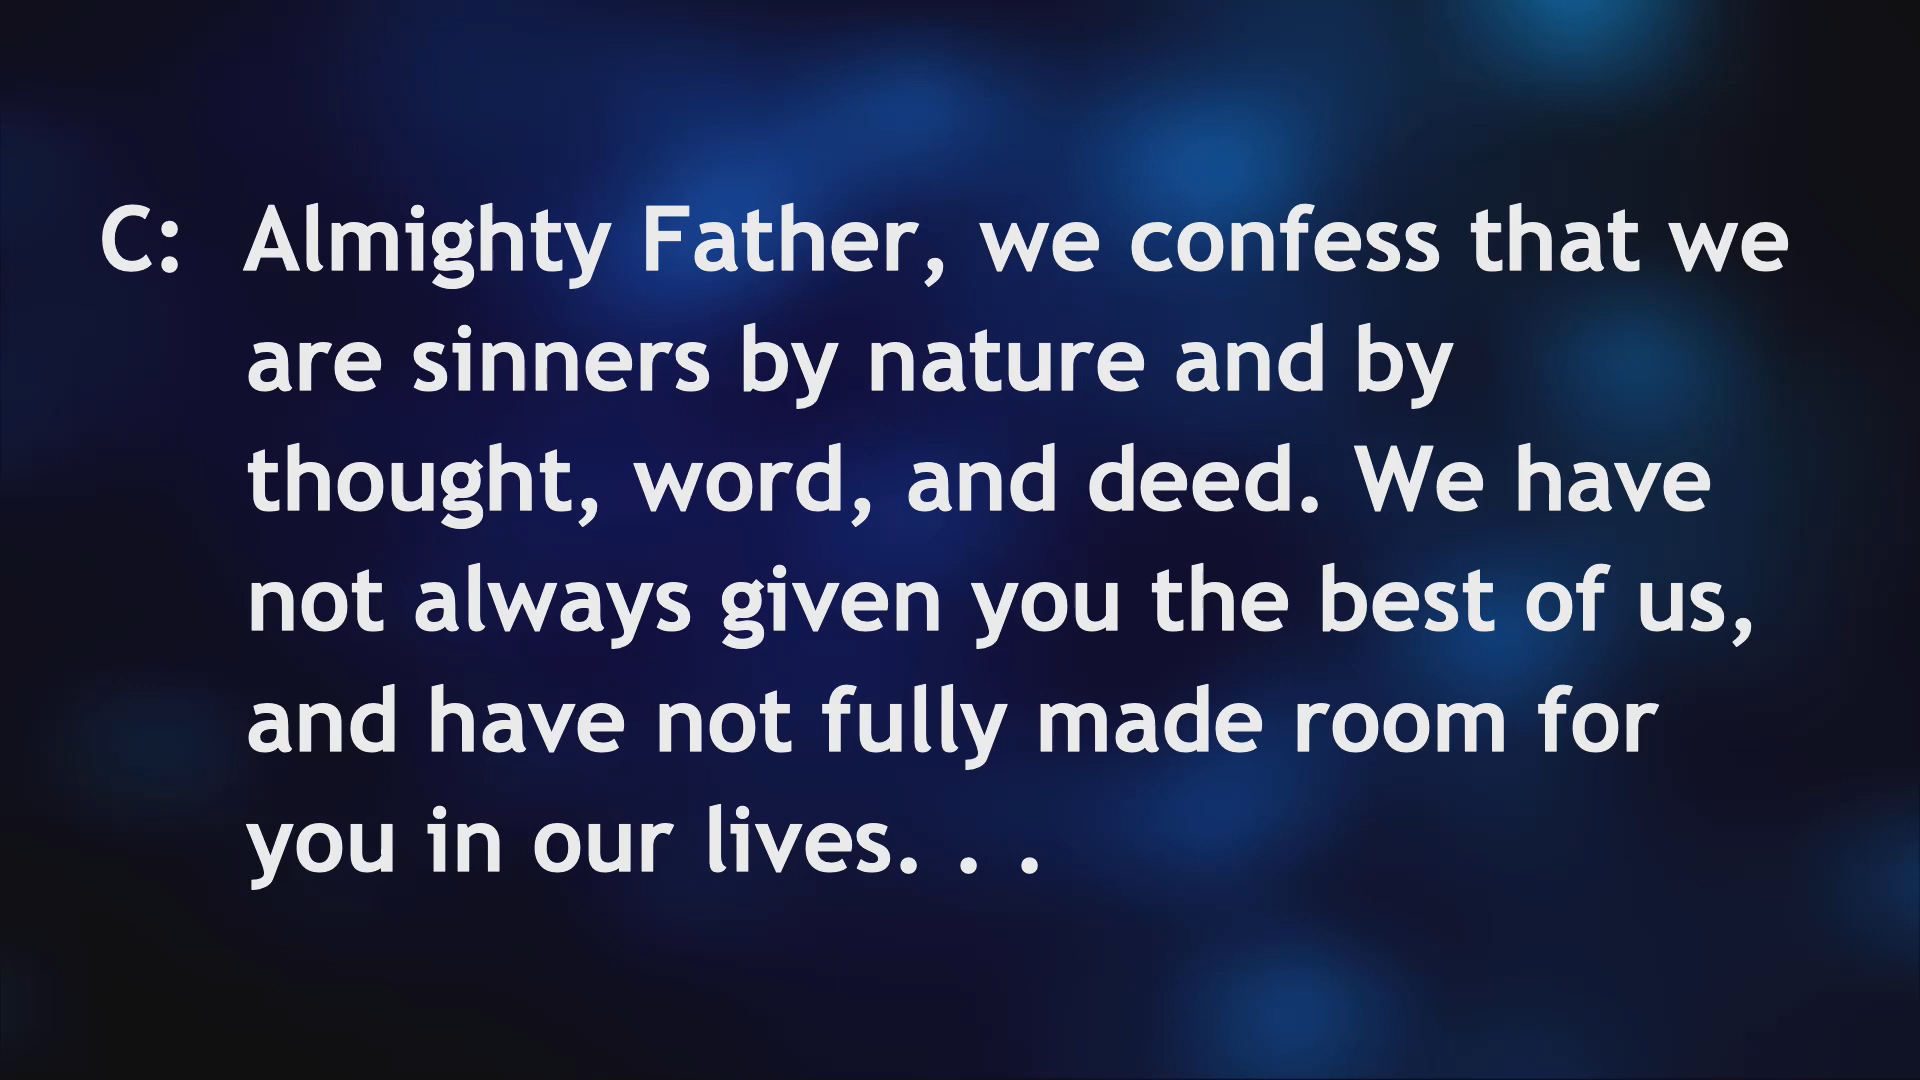 C: Almighty Father, we confess that we
are sinners by nature and by
thought, word, and deed. We have
not always given you the best of us,
and have not fully made room for
you in our lives. . .